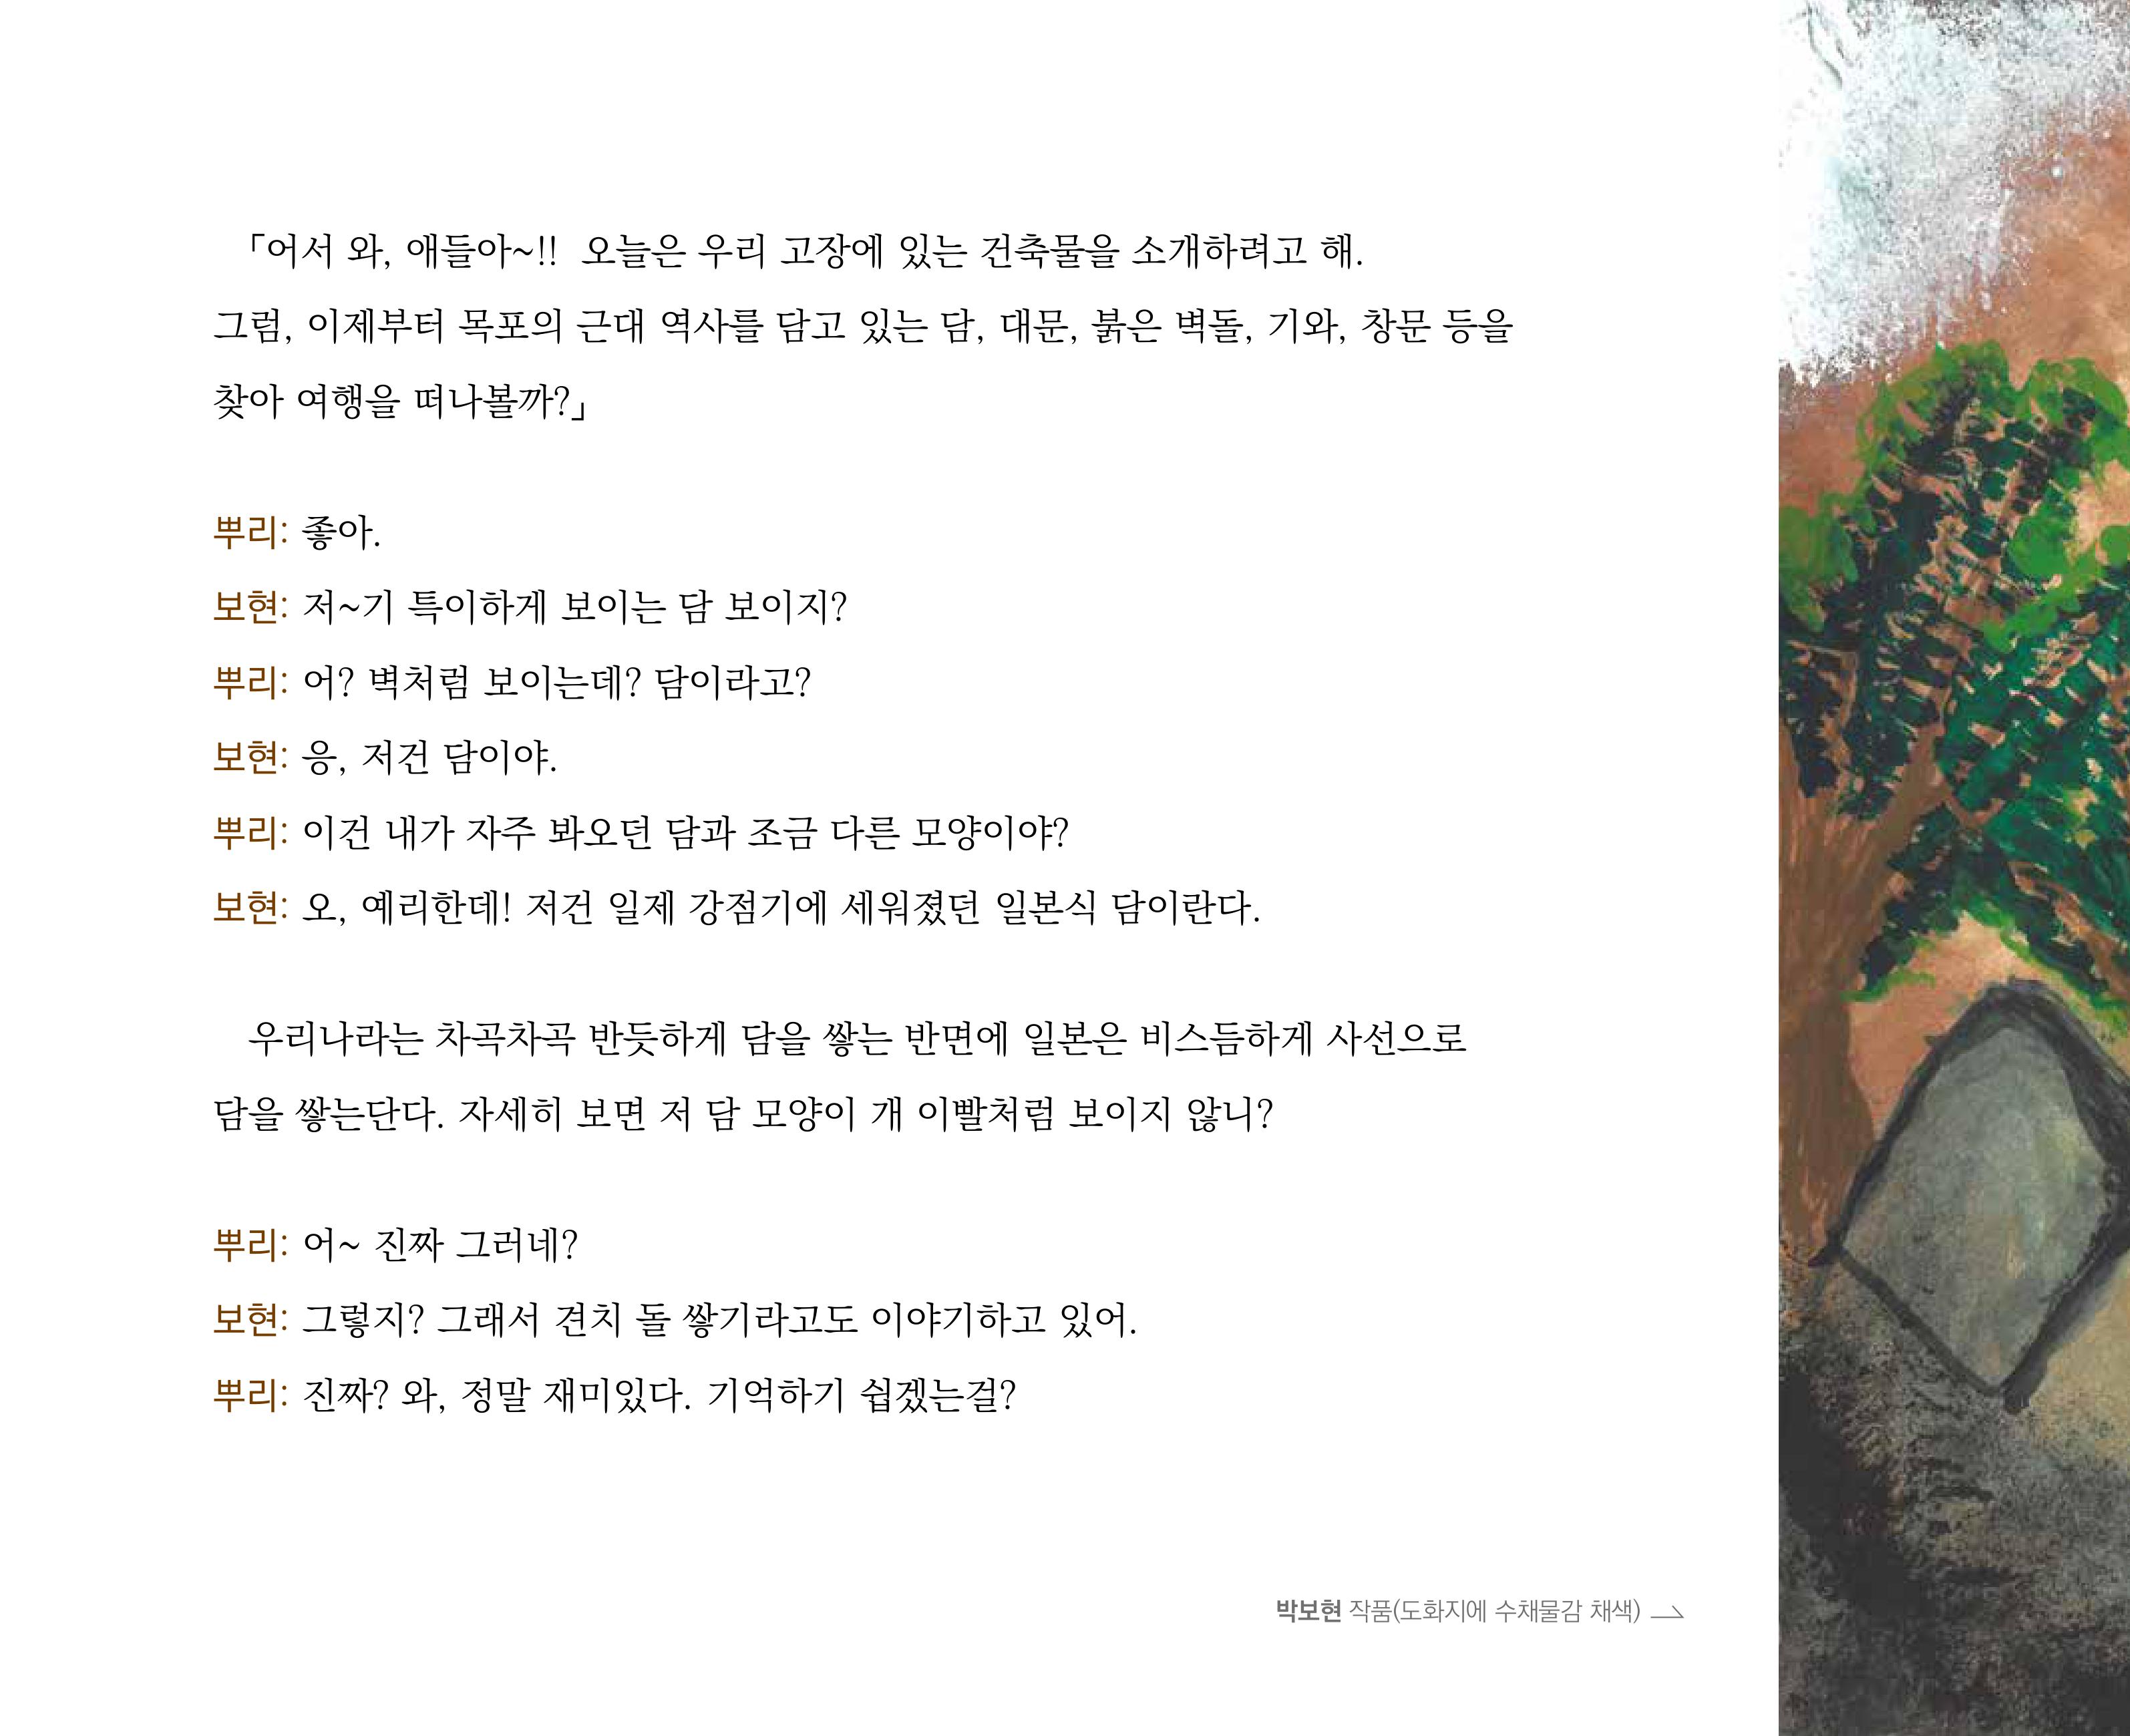 「어서 와, 애들아~!! 오늘은 우리 고장에 있는 건축물을 소개하려고 해.
그럼, 이제부터 목포의 근대 역사를 담고 있는 담, 대문, 붉은 벽돌, 기와, 창문 등을
찾아 여행을 떠나볼까?」
뿌리: 좋아.
보현: 저~기 특이하게 보이는 담 보이지?
뿌리: 어? 벽처럼 보이는데? 담이라고?
보현: 응, 저건 담이야.
뿌리: 이건 내가 자주 봐오던 담과 조금 다른 모양이야?
보현: 오, 예리한데! 저건 일제 강점기에 세워졌던 일본식 담이란다.
우리나라는 차곡차곡 반듯하게 담을 쌓는 반면에 일본은 비스듬하게 사선으로
담을 쌓는단다. 자세히 보면 저 담 모양이 개 이빨처럼 보이지 않니?
뿌리: 어~ 진짜 그러네?
보현: 그렇지? 그래서 견치 돌 쌓기라고도 이야기하고 있어.
뿌리: 진짜? 와, 정말 재미있다. 기억하기 쉽겠는걸?
박보현 작품(도화지에 수채물감 채색)